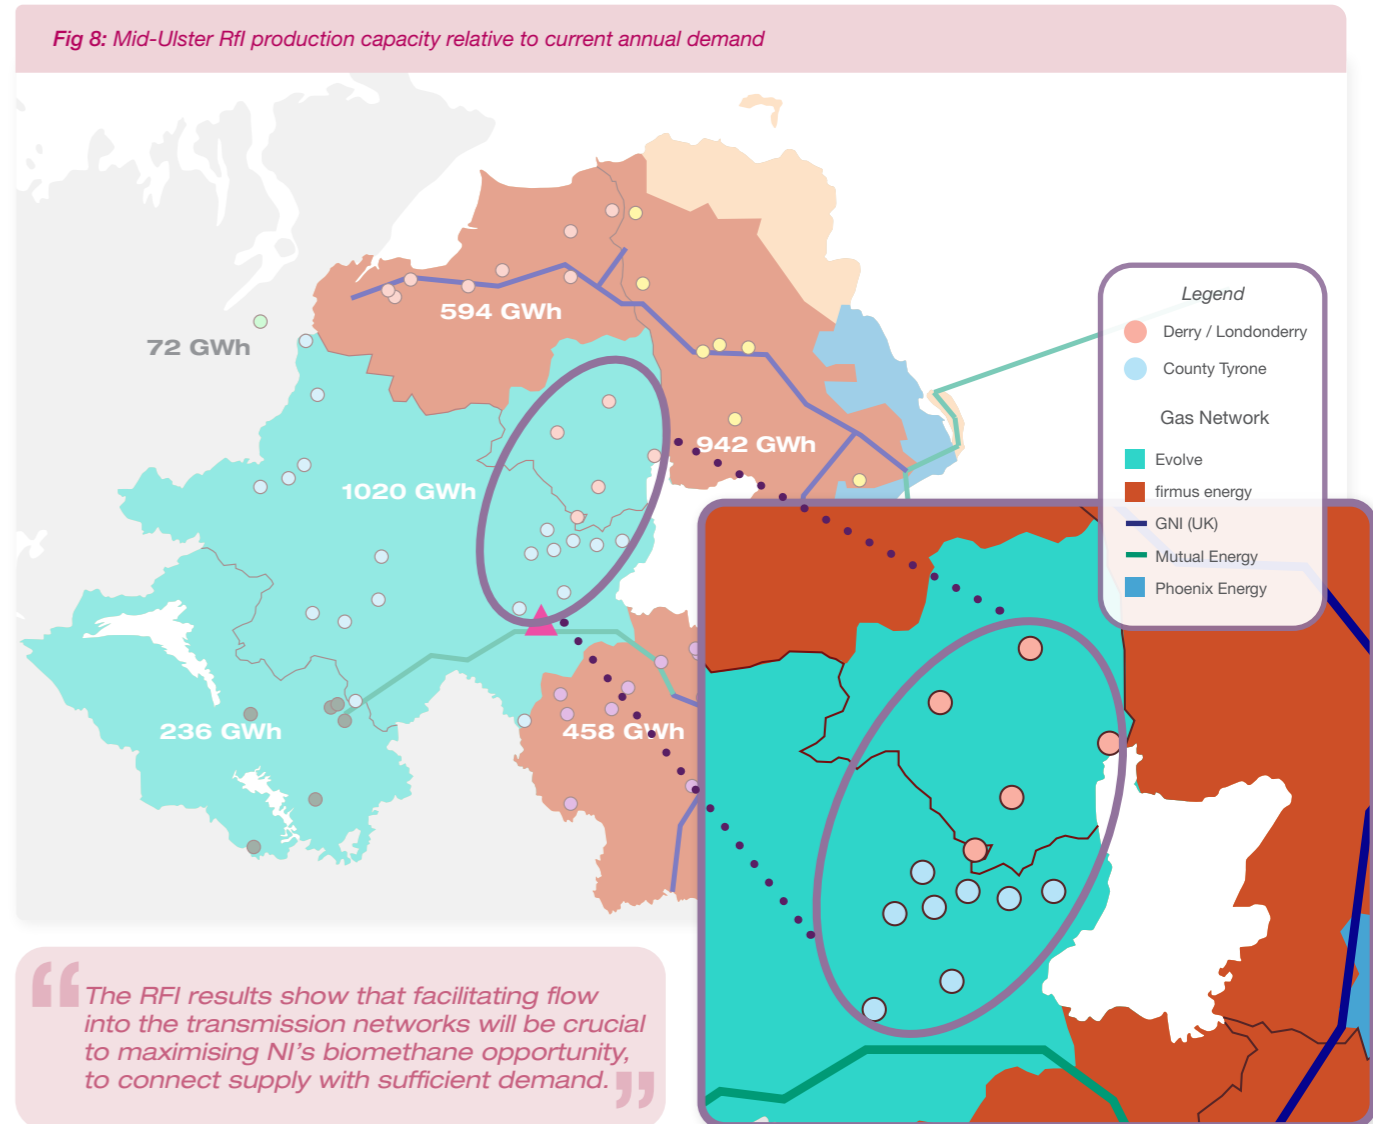 Fig 8: Mid-Ulster RfI production capacity relative to current annual demand
594 GWh
72 GWh
942 GWh
1020 GWh
236 GWh
458 GWh
Legend
Derry / Londonderry
County Tyrone
Gas Network
Evolve
firmus energy
GNI (UK)
Mutual Energy
Phoenix Energy
“The RFI results show that facilitating flow
into the transmission networks will be crucial
to maximising NI’s biomethane opportunity,
to connect supply with sufficient demand.”